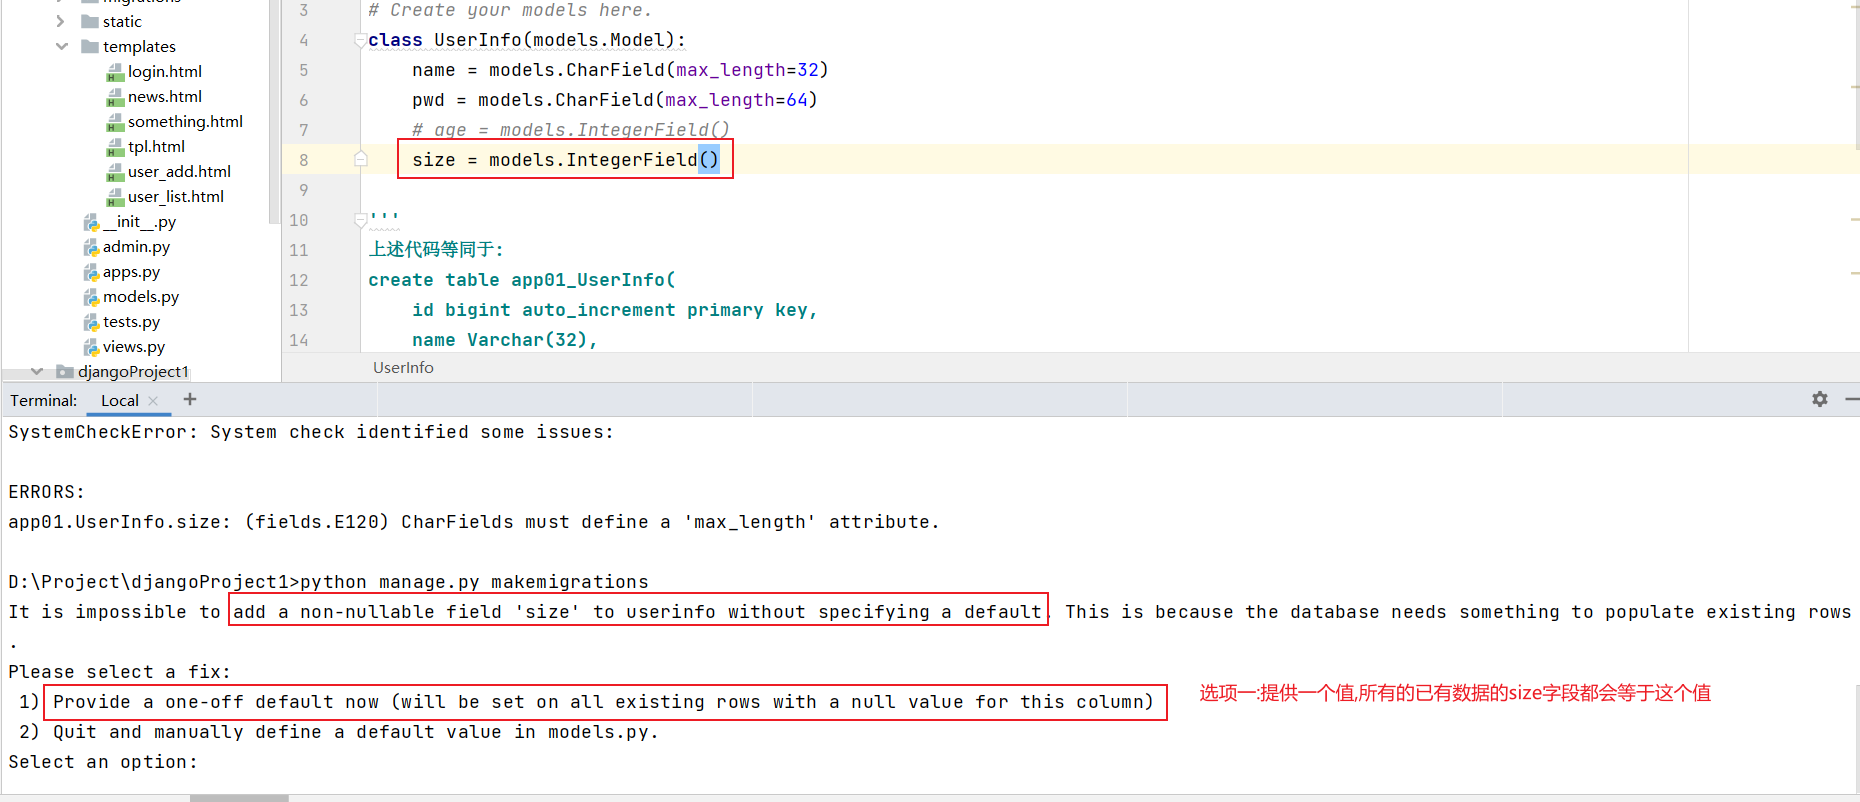 migrations
static
templates
login.html
news.html
something.html
tpl.html
user_add.html
user_list.html
__init__.py
admin.py
apps.py
models.py
tests.py
views.py
djangoProject1
3 # Create your models here.
4 class UserInfo(models.Model):
5 name = models.CharField(max_length=32)
6 pwd = models.CharField(max_length=64)
7 # age = models.IntegerField()
8 size = models.IntegerField()
9
10 '''
11 上述代码等同于:
12 create table app01_UserInfo(
13 id bigint auto_increment primary key,
14 name Varchar(32),
UserInfo
Terminal: Local × +
SystemCheckError: System check identified some issues:
ERRORS:
app01.UserInfo.size: (fields.E120) CharFields must define a 'max_length' attribute.
D:\Project\djangoProject1>python manage.py makemigrations
It is impossible to add a non-nullable field 'size' to userinfo without specifying a default. This is because the database needs something to populate existing rows
.
Please select a fix:
1) Provide a one-off default now (will be set on all existing rows with a null value for this column)
选项一:提供一个值,所有的已有数据的size字段都会等于这个值
2) Quit and manually define a default value in models.py.
Select an option: